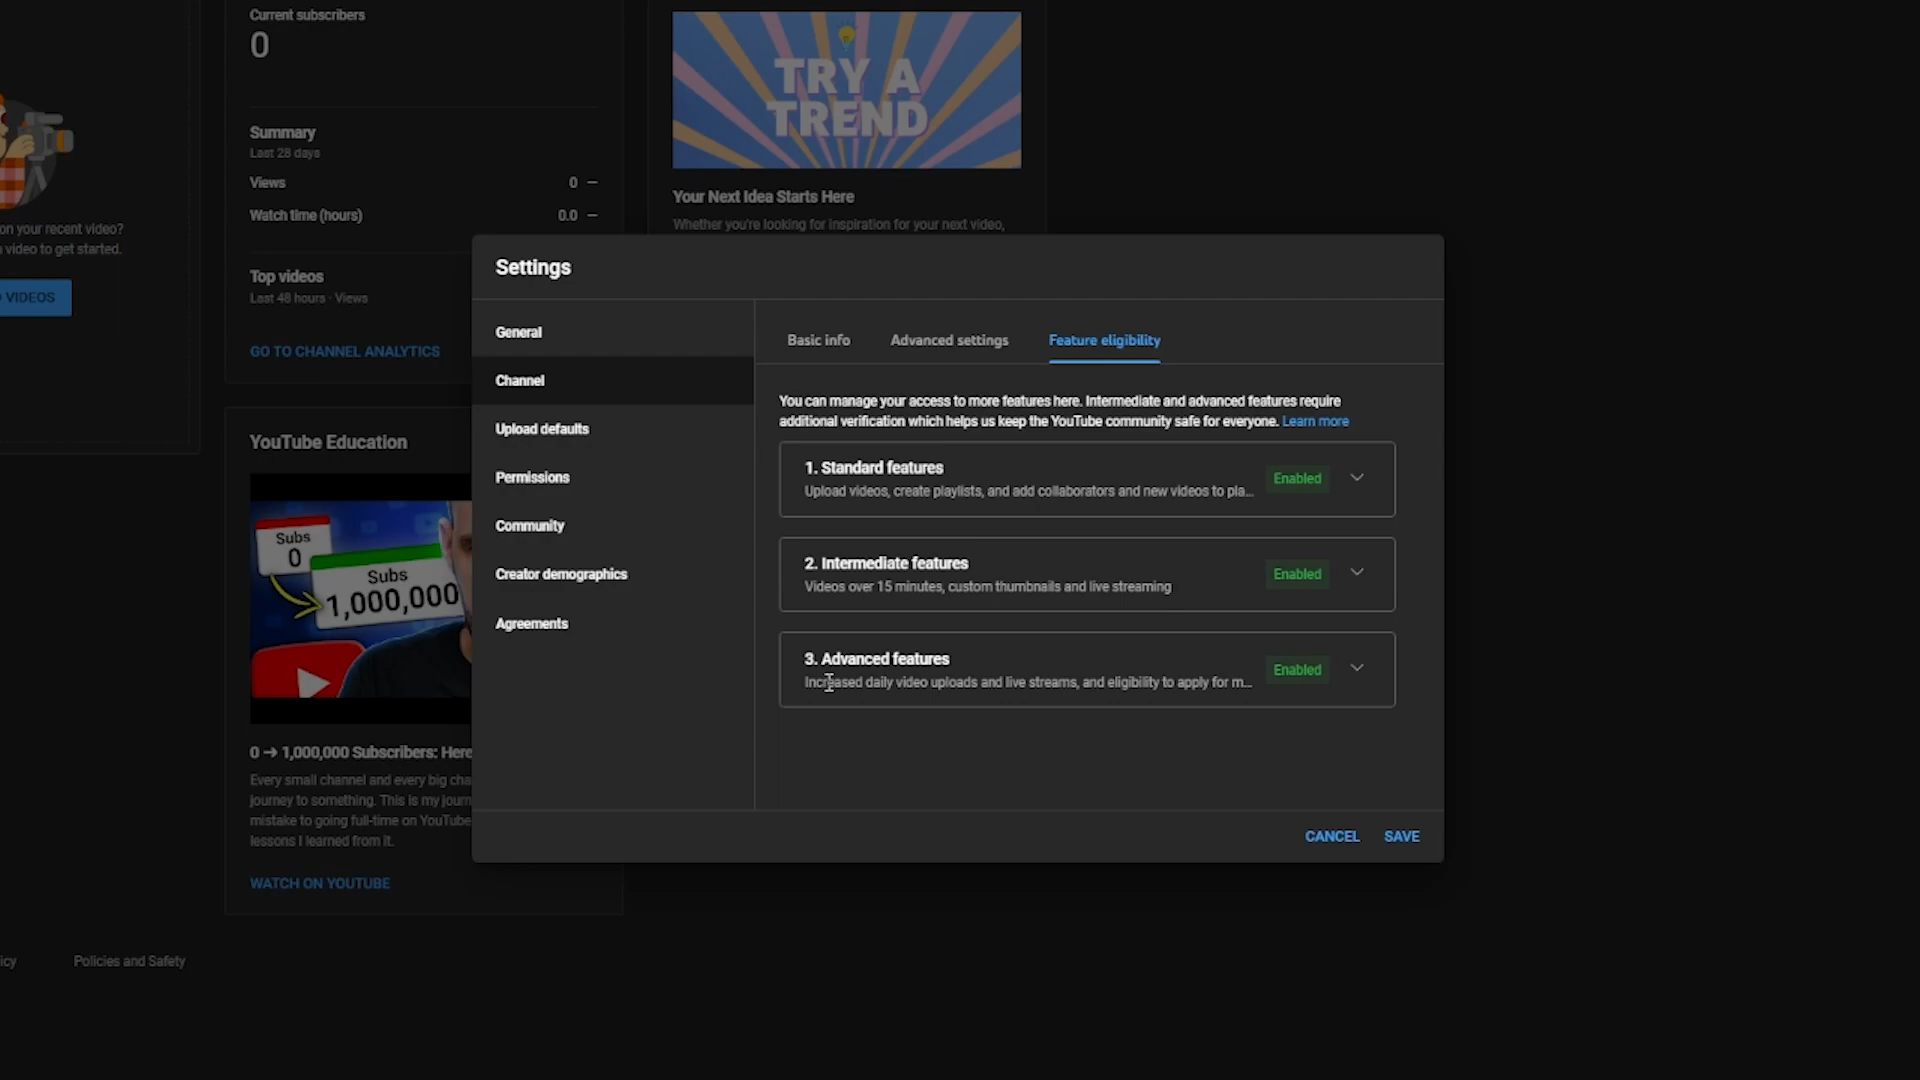 Current subscribers
0
Summary
Last 28 days
Views 0 —
Watch time (hours) 0.0 —
Top videos
Last 48 hours · Views
GO TO CHANNEL ANALYTICS
on your recent video?
video to get started.
VIDEOS
TRY A
TREND
Your Next Idea Starts Here
Whether you're looking for inspiration for your next video,
YouTube Education
Subs
0
Subs
1,000,000
0 → 1,000,000 Subscribers: Here
Every small channel and every big cha
journey to something. This is my journ
mistake to going full-time on YouTube
lessons I learned from it.
WATCH ON YOUTUBE
icy
Policies and Safety
Settings
General
Channel
Upload defaults
Permissions
Community
Creator demographics
Agreements
Basic info
Advanced settings
Feature eligibility
You can manage your access to more features here. Intermediate and advanced features require
additional verification which helps us keep the YouTube community safe for everyone. Learn more
1. Standard features
Upload videos, create playlists, and add collaborators and new videos to pla...
Enabled
2. Intermediate features
Videos over 15 minutes, custom thumbnails and live streaming
Enabled
3. Advanced features
Increased daily video uploads and live streams, and eligibility to apply for m...
Enabled
CANCEL
SAVE